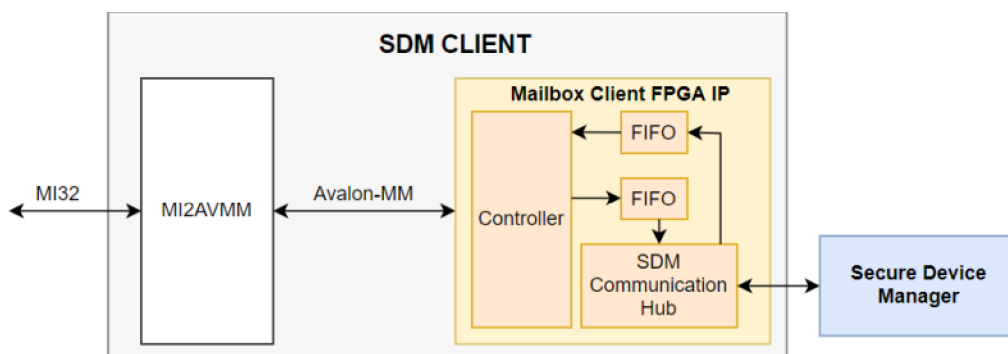 SDM CLIENT
Mailbox Client FPGA IP
FIFO
MI32
MI2AVMM
Avalon-MM
Controller
FIFO
SDM
Communication
Hub
Secure Device
Manager